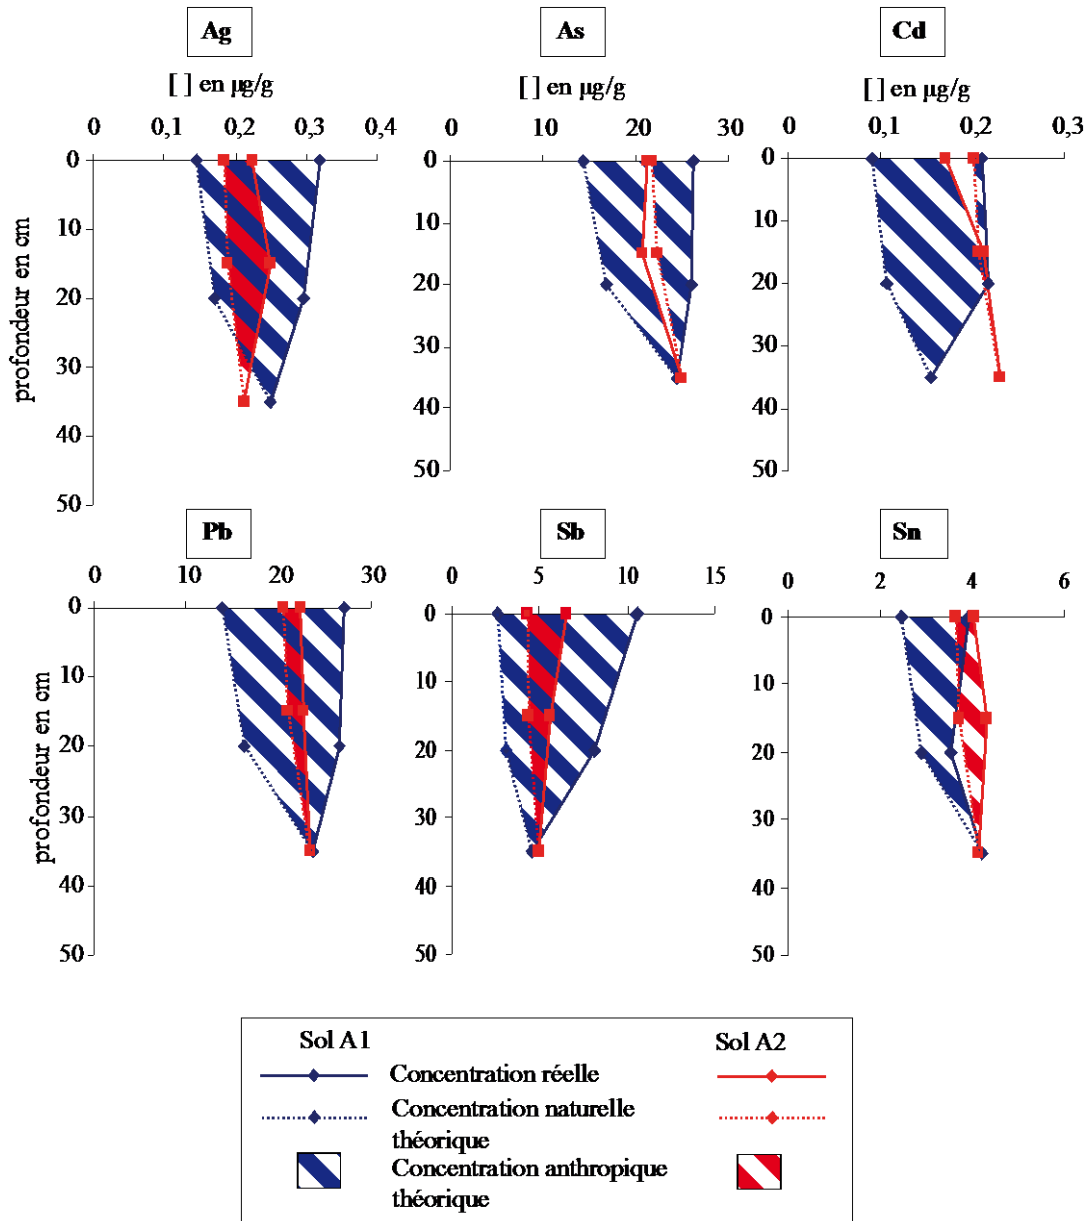 Ag
As
Cd
[ ] en µg/g
[ ] en µg/g
[ ] en µg/g
0 0,1 0,2 0,3 0,4
0 10 20 30
0 0,1 0,2 0,3
profondeur en cm
0
10
20
30
40
50
0
10
20
30
40
50
0
10
20
30
40
50
Pb
Sb
Sn
0 10 20 30
0 5 10 15
0 2 4 6
profondeur en cm
0
10
20
30
40
50
0
10
20
30
40
50
0
10
20
30
40
50
Sol A1
Sol A2
Concentration réelle
Concentration naturelle
théorique
Concentration anthropique
théorique